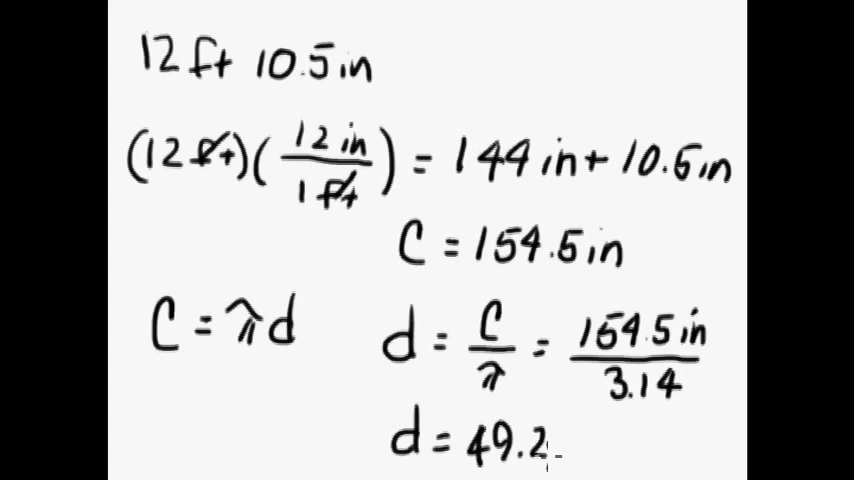 12 ft 10.5 in
(12 ft)(12 in / 1 ft) = 144 in + 10.5 in
C = 154.5 in
C = πd d = C/π = 154.5 in / 3.14
d = 49.2